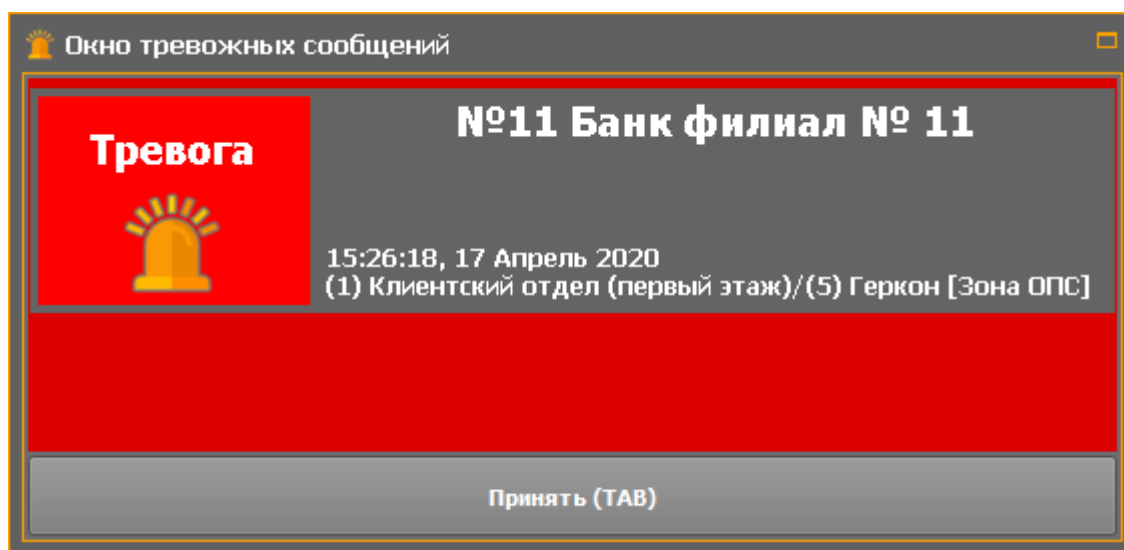 Окно тревожных сообщений
Тревога
№11 Банк филиал № 11
15:26:18, 17 Апрель 2020
(1) Клиентский отдел (первый этаж)/(5) Геркон [Зона ОПС]
Принять (TAB)